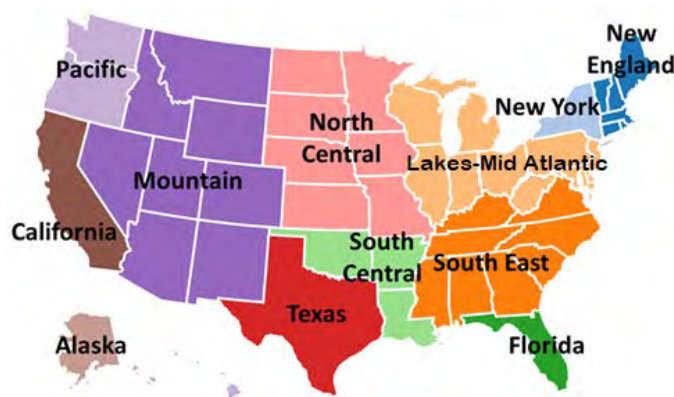 New
England
Pacific
New York
North
Central
Lakes-Mid Atlantic
Mountain
California
South
Central
South East
Texas
Alaska
Florida